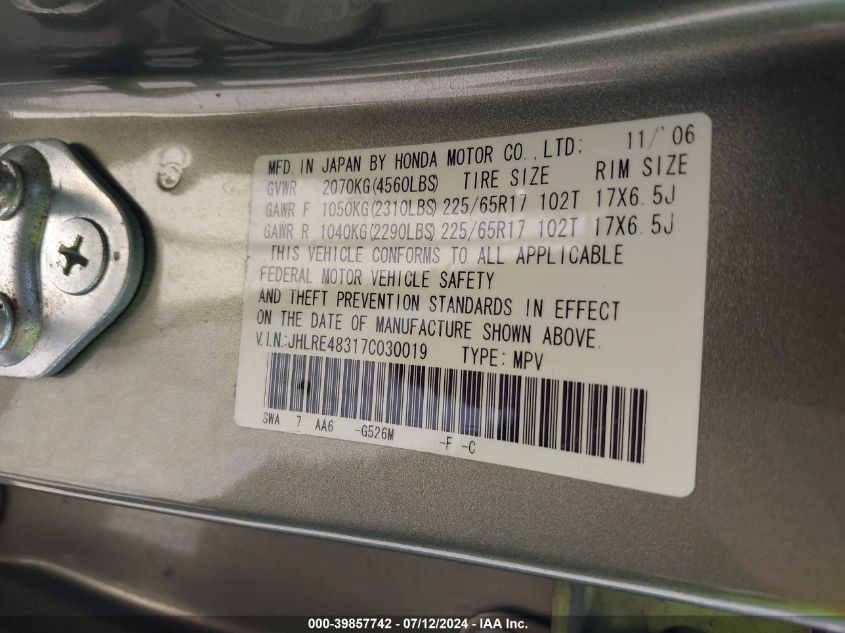 MFD. IN JAPAN BY HONDA MOTOR CO., LTD: 11/'06
GVWR 2070KG(4560LBS) TIRE SIZE RIM SIZE
GAWR F 1050KG(2310LBS) 225/65R17 102T 17X6.5J
GAWR R 1040KG(2290LBS) 225/65R17 102T 17X6.5J
THIS VEHICLE CONFORMS TO ALL APPLICABLE
FEDERAL MOTOR VEHICLE SAFETY
AND THEFT PREVENTION STANDARDS IN EFFECT
ON THE DATE OF MANUFACTURE SHOWN ABOVE.
V.I.N.:JHLRE48317C030019 TYPE: MPV
SWA 7 AA6 -G526M -F -C
000-39857742 - 07/12/2024 - IAA Inc.